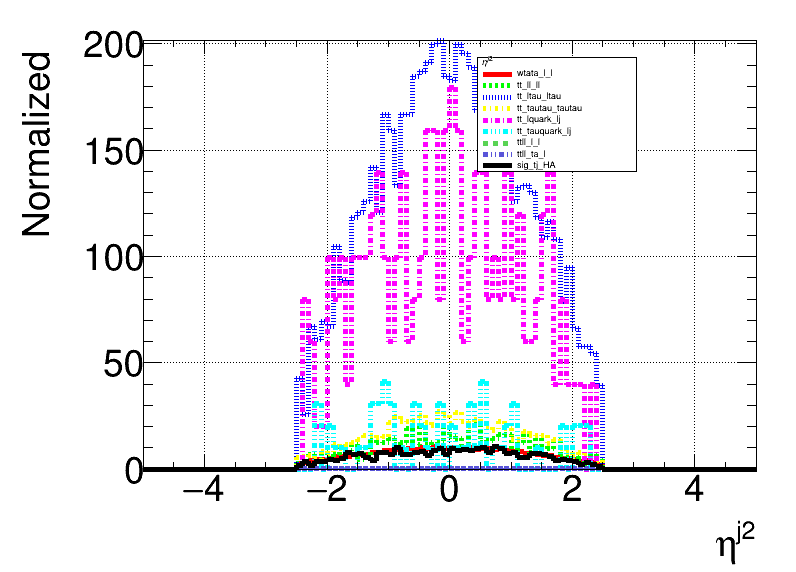 Normalized
200
150
100
50
0
η^j2
wtata_l_l
tt_ll_ll
tt_ltau_ltau
tt_tautau_tautau
tt_lquark_lj
tt_tauquark_lj
ttll_l_l
ttll_ta_l
sig_tj_HA
−4 −2 0 2 4
η^j2